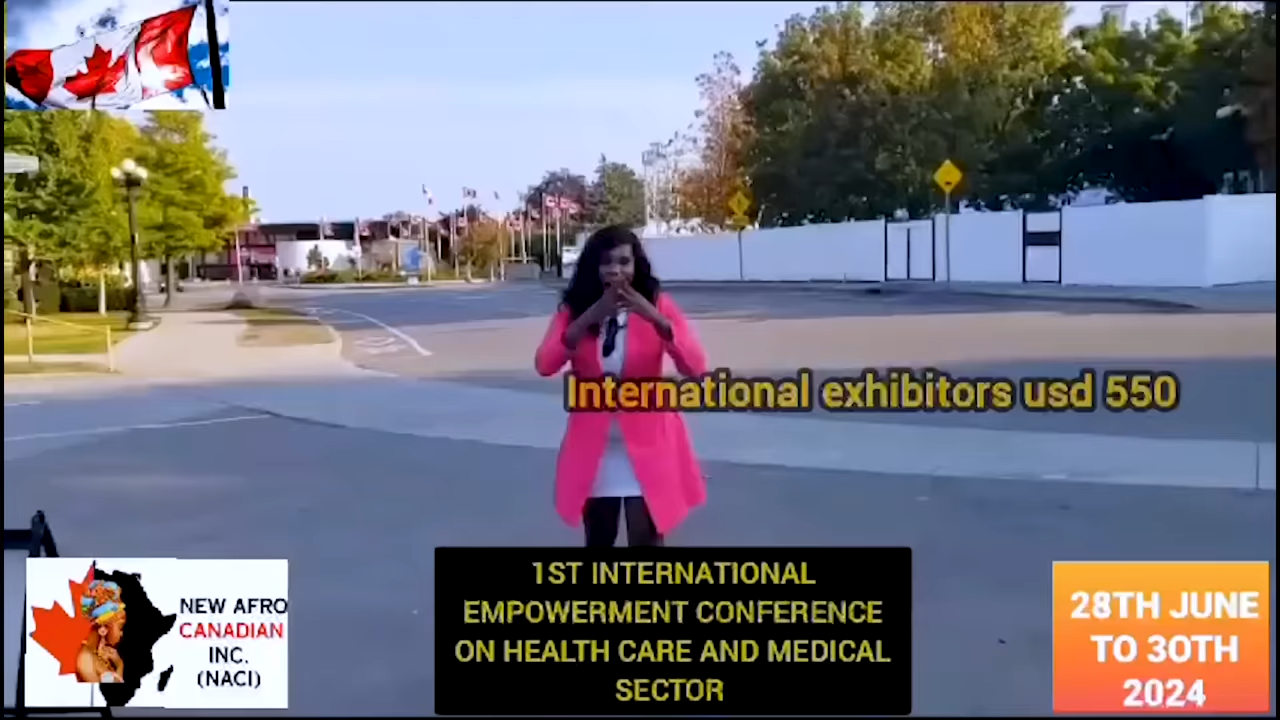 International exhibitors usd 550
NEW AFRO
CANADIAN
INC.
(NACI)
1ST INTERNATIONAL
EMPOWERMENT CONFERENCE
ON HEALTH CARE AND MEDICAL
SECTOR
28TH JUNE
TO 30TH
2024